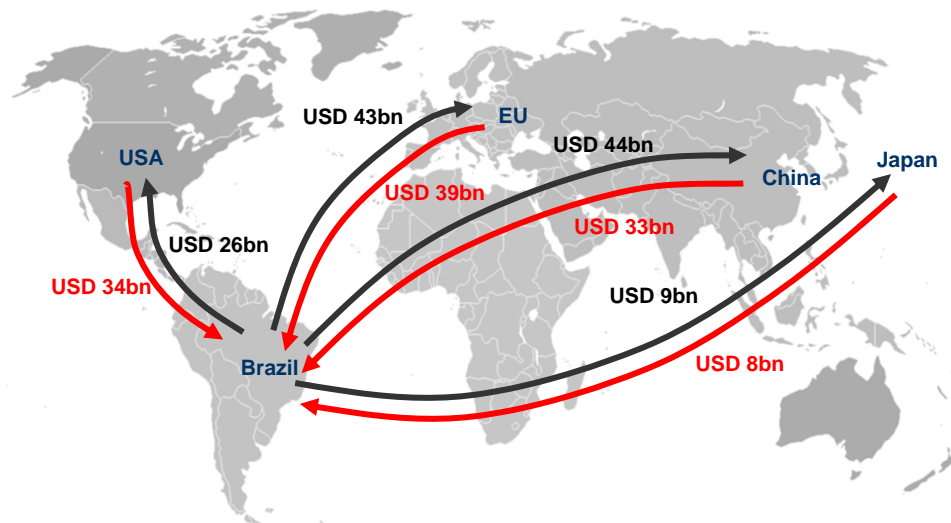 USD 43bn
EU
USD 44bn
USA
Japan
China
USD 39bn
USD 33bn
USD 26bn
USD 34bn
USD 9bn
Brazil
USD 8bn